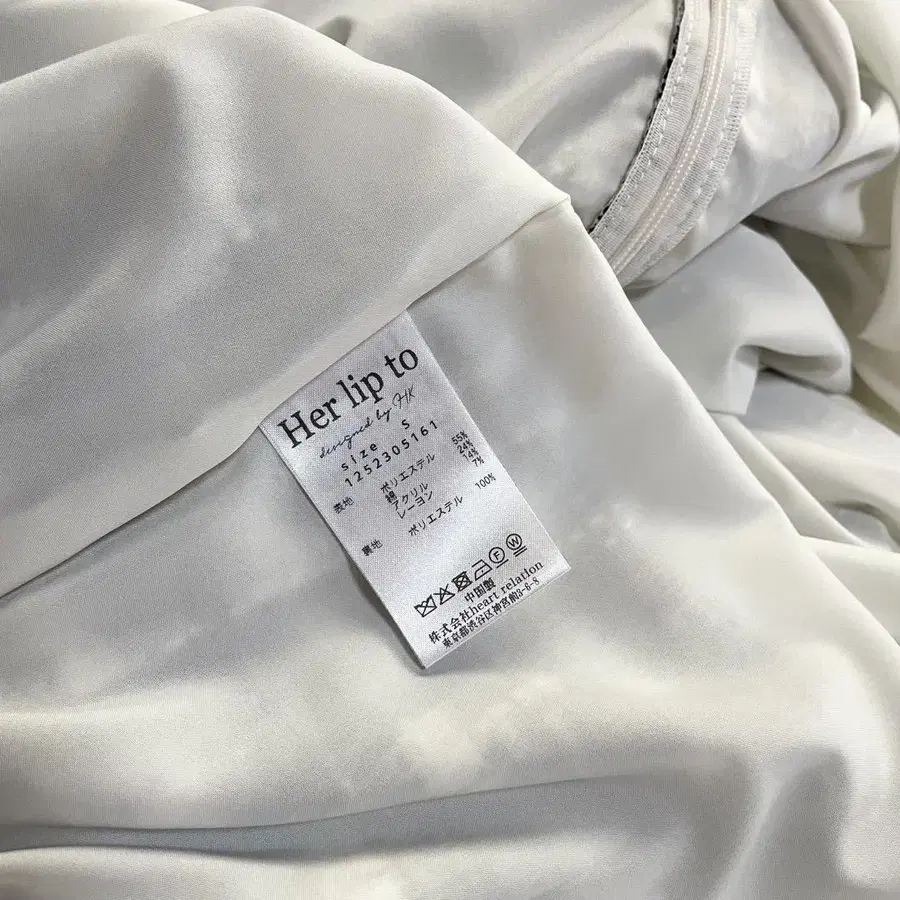 Her lip to
designed by HK
size S
1252305161
表地 ポリエステル 55%
綿 24%
アクリル 14%
レーヨン 7%
裏地 ポリエステル 100%
F W
中国製
株式会社heart relation
東京都渋谷区神宮前3-6-8